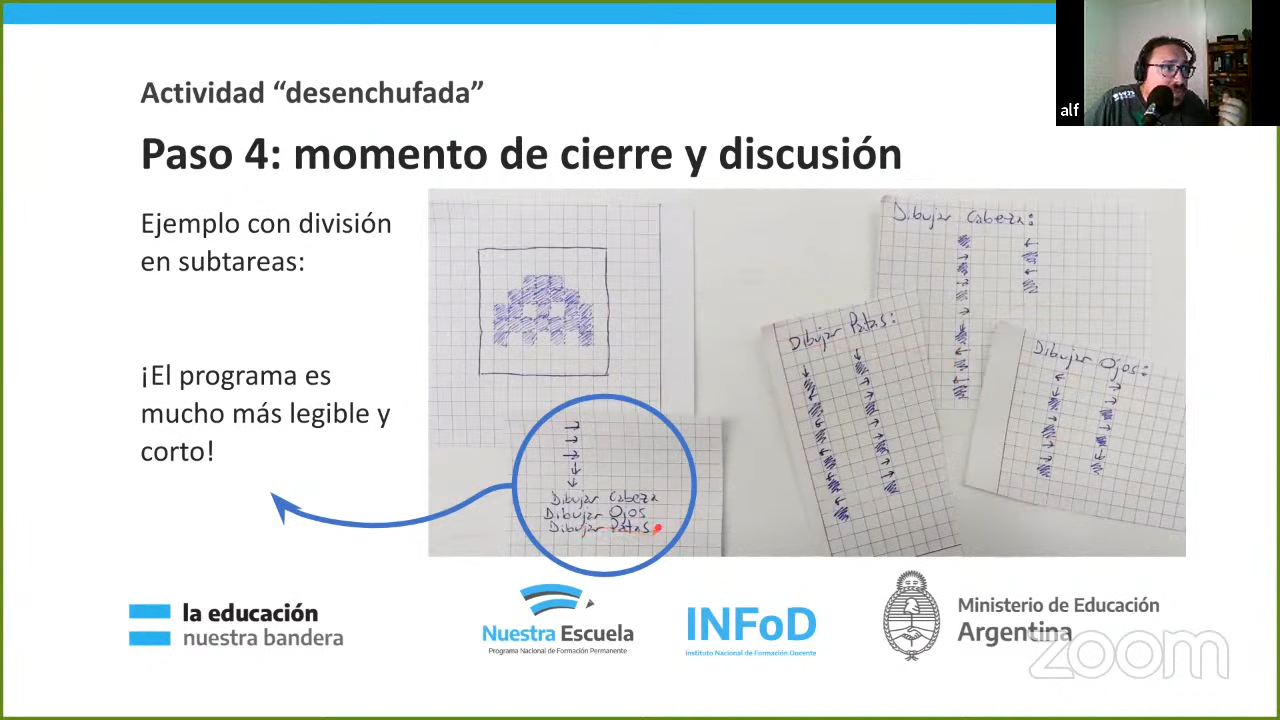 alf
Actividad “desenchufada”
Paso 4: momento de cierre y discusión
Ejemplo con división
en subtareas:
¡El programa es
mucho más legible y
corto!
Dibujar Cabeza:
Dibujar Patas:
Dibujar Ojos:
Dibujar Cabeza
Dibujar Ojos
Dibujar Patas
la educación
nuestra bandera
Nuestra Escuela
Programa Nacional de Formación Permanente
INFoD
Instituto Nacional de Formación Docente
Ministerio de Educación
Argentina
zoom